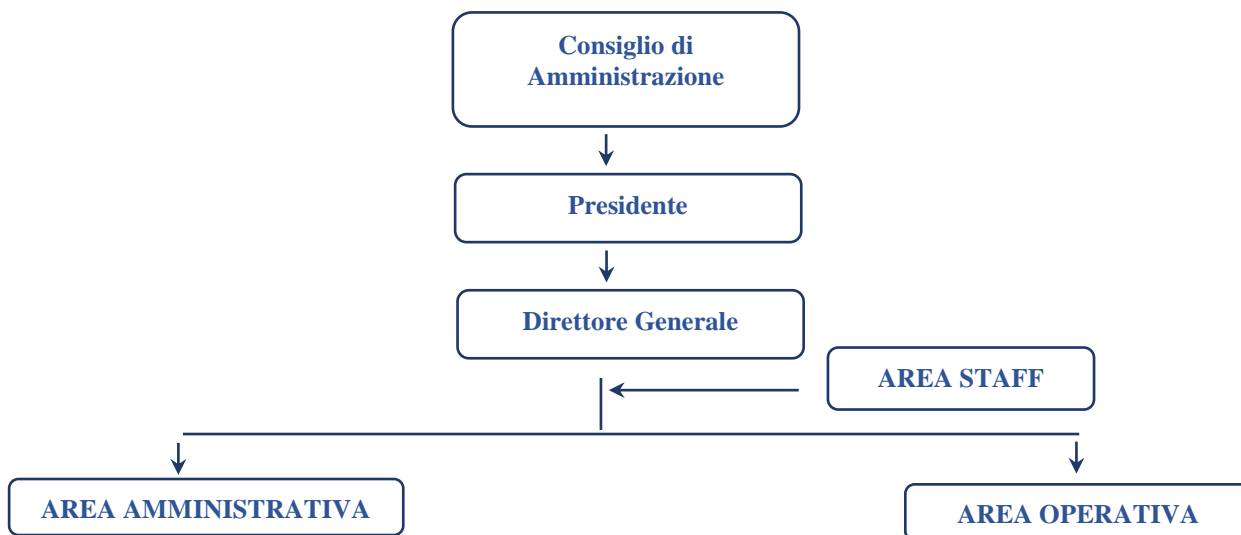 Consiglio di
Amministrazione
Presidente
Direttore Generale
AREA STAFF
AREA AMMINISTRATIVA
AREA OPERATIVA